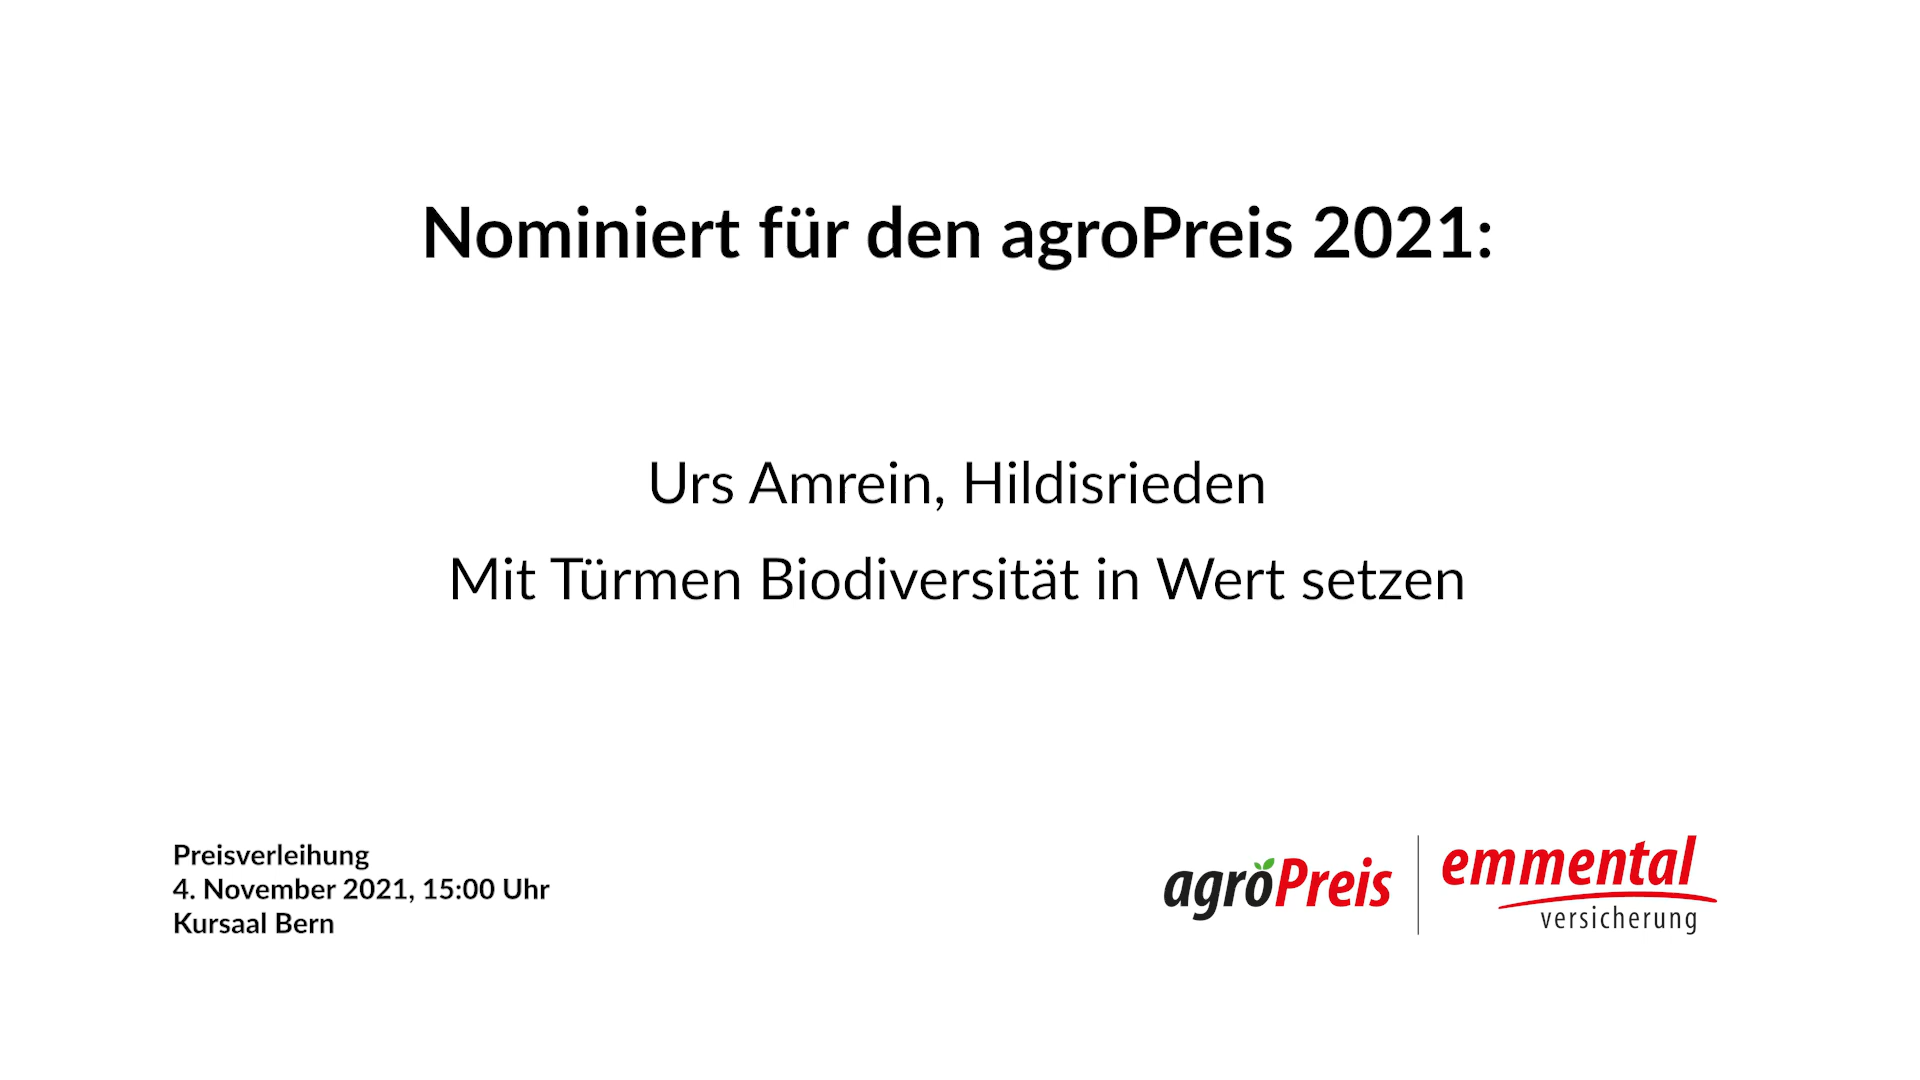 Nominiert für den agroPreis 2021:
Urs Amrein, Hildisrieden
Mit Türmen Biodiversität in Wert setzen
Preisverleihung
4. November 2021, 15:00 Uhr
Kursaal Bern
agroPreis
emmental
versicherung